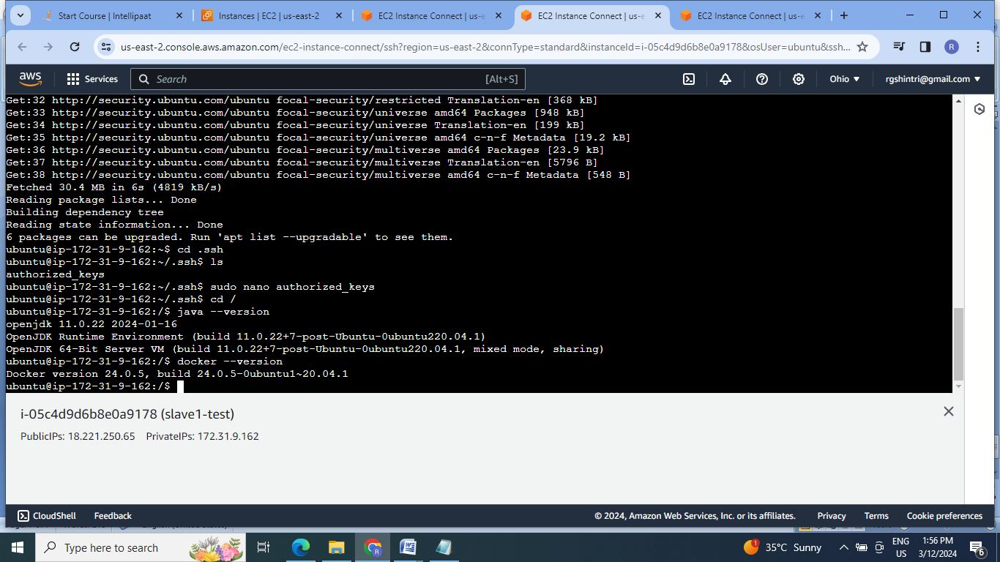 Start Course | Intellipaat
Instances | EC2 | us-east-2
EC2 Instance Connect | us-e
EC2 Instance Connect | us-e
EC2 Instance Connect | us-e
us-east-2.console.aws.amazon.com/ec2-instance-connect/ssh?region=us-east-2&connType=standard&instanceId=i-05c4d9d6b8e0a9178&osUser=ubuntu&ssh...
R
aws
Services
Search
[Alt+S]
Ohio
rgshintri@gmail.com
Get:32 http://security.ubuntu.com/ubuntu focal-security/restricted Translation-en [368 kB]
Get:33 http://security.ubuntu.com/ubuntu focal-security/universe amd64 Packages [948 kB]
Get:34 http://security.ubuntu.com/ubuntu focal-security/universe Translation-en [199 kB]
Get:35 http://security.ubuntu.com/ubuntu focal-security/universe amd64 c-n-f Metadata [19.2 kB]
Get:36 http://security.ubuntu.com/ubuntu focal-security/multiverse amd64 Packages [23.9 kB]
Get:37 http://security.ubuntu.com/ubuntu focal-security/multiverse Translation-en [5796 B]
Get:38 http://security.ubuntu.com/ubuntu focal-security/multiverse amd64 c-n-f Metadata [548 B]
Fetched 30.4 MB in 6s (4819 kB/s)
Reading package lists... Done
Building dependency tree
Reading state information... Done
6 packages can be upgraded. Run 'apt list --upgradable' to see them.
ubuntu@ip-172-31-9-162:~$ cd .ssh
ubuntu@ip-172-31-9-162:~/.ssh$ ls
authorized_keys
ubuntu@ip-172-31-9-162:~/.ssh$ sudo nano authorized_keys
ubuntu@ip-172-31-9-162:~/.ssh$ cd /
ubuntu@ip-172-31-9-162:/$ java --version
openjdk 11.0.22 2024-01-16
OpenJDK Runtime Environment (build 11.0.22+7-post-Ubuntu-0ubuntu220.04.1)
OpenJDK 64-Bit Server VM (build 11.0.22+7-post-Ubuntu-0ubuntu220.04.1, mixed mode, sharing)
ubuntu@ip-172-31-9-162:/$ docker --version
Docker version 24.0.5, build 24.0.5-0ubuntu1~20.04.1
ubuntu@ip-172-31-9-162:/$
i-05c4d9d6b8e0a9178 (slave1-test)
PublicIPs: 18.221.250.65 PrivateIPs: 172.31.9.162
CloudShell
Feedback
© 2024, Amazon Web Services, Inc. or its affiliates.
Privacy
Terms
Cookie preferences
Type here to search
1
35°C Sunny
ENG
US
1:56 PM
3/12/2024
6